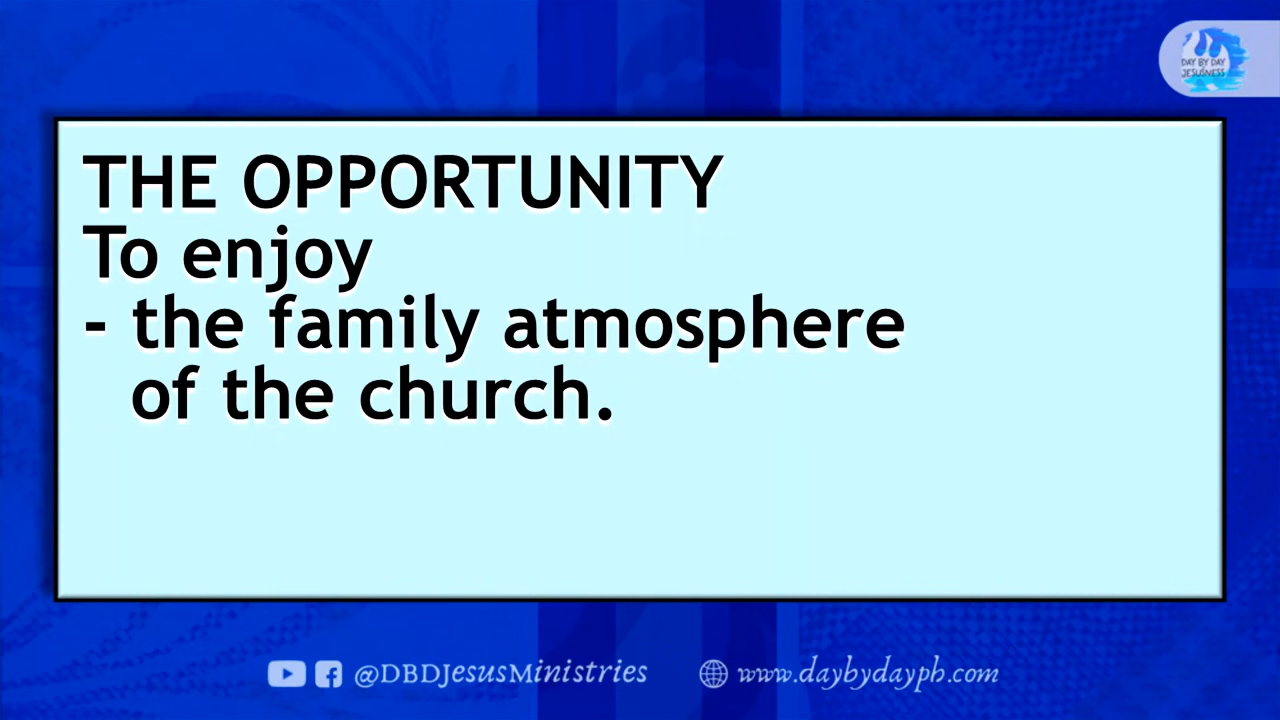 DAY BY DAY
JESUSNESS
THE OPPORTUNITY
To enjoy
- the family atmosphere
of the church.
@DBDJesusMinistries
www.daybydayph.com